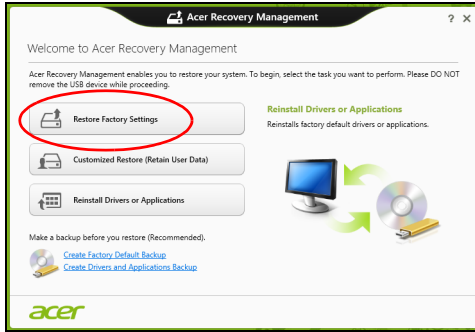 Acer Recovery Management
? X
Welcome to Acer Recovery Management
Acer Recovery Management enables you to restore your system. To begin, select the task you want to perform. Please DO NOT
remove the USB device while proceeding.
Restore Factory Settings
Customized Restore (Retain User Data)
Reinstall Drivers or Applications
Reinstall Drivers or Applications
Reinstalls factory default drivers or applications.
Make a backup before you restore (Recommended).
Create Factory Default Backup
Create Drivers and Applications Backup
acer